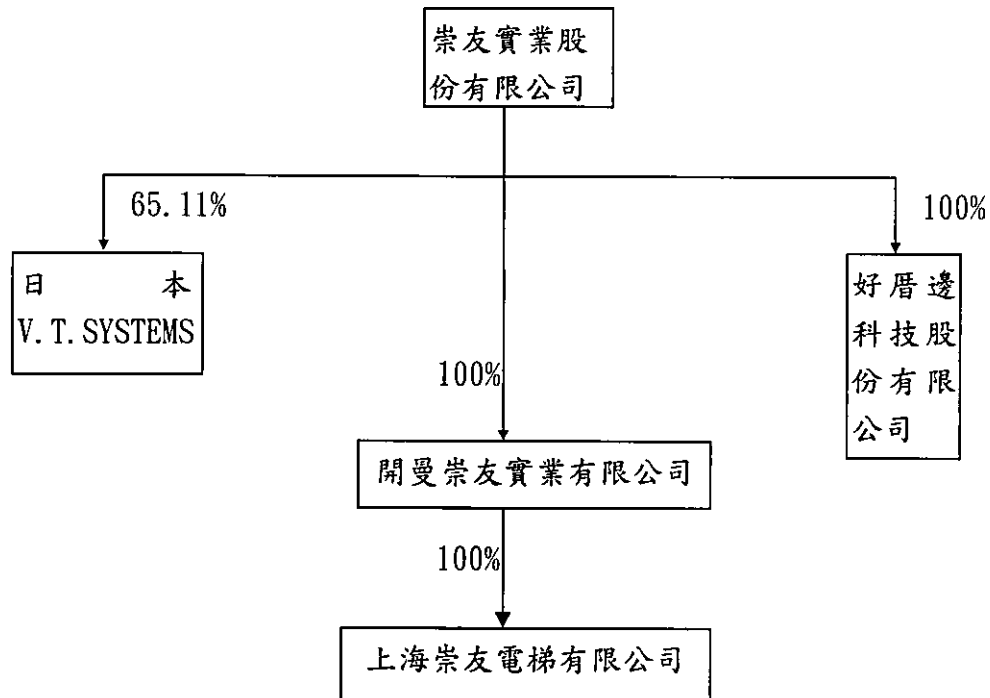 崇友實業股
份有限公司
65.11%
100%
日 本
V.T.SYSTEMS
好厝邊
科技股
份有限
公司
100%
開曼崇友實業有限公司
100%
上海崇友電梯有限公司